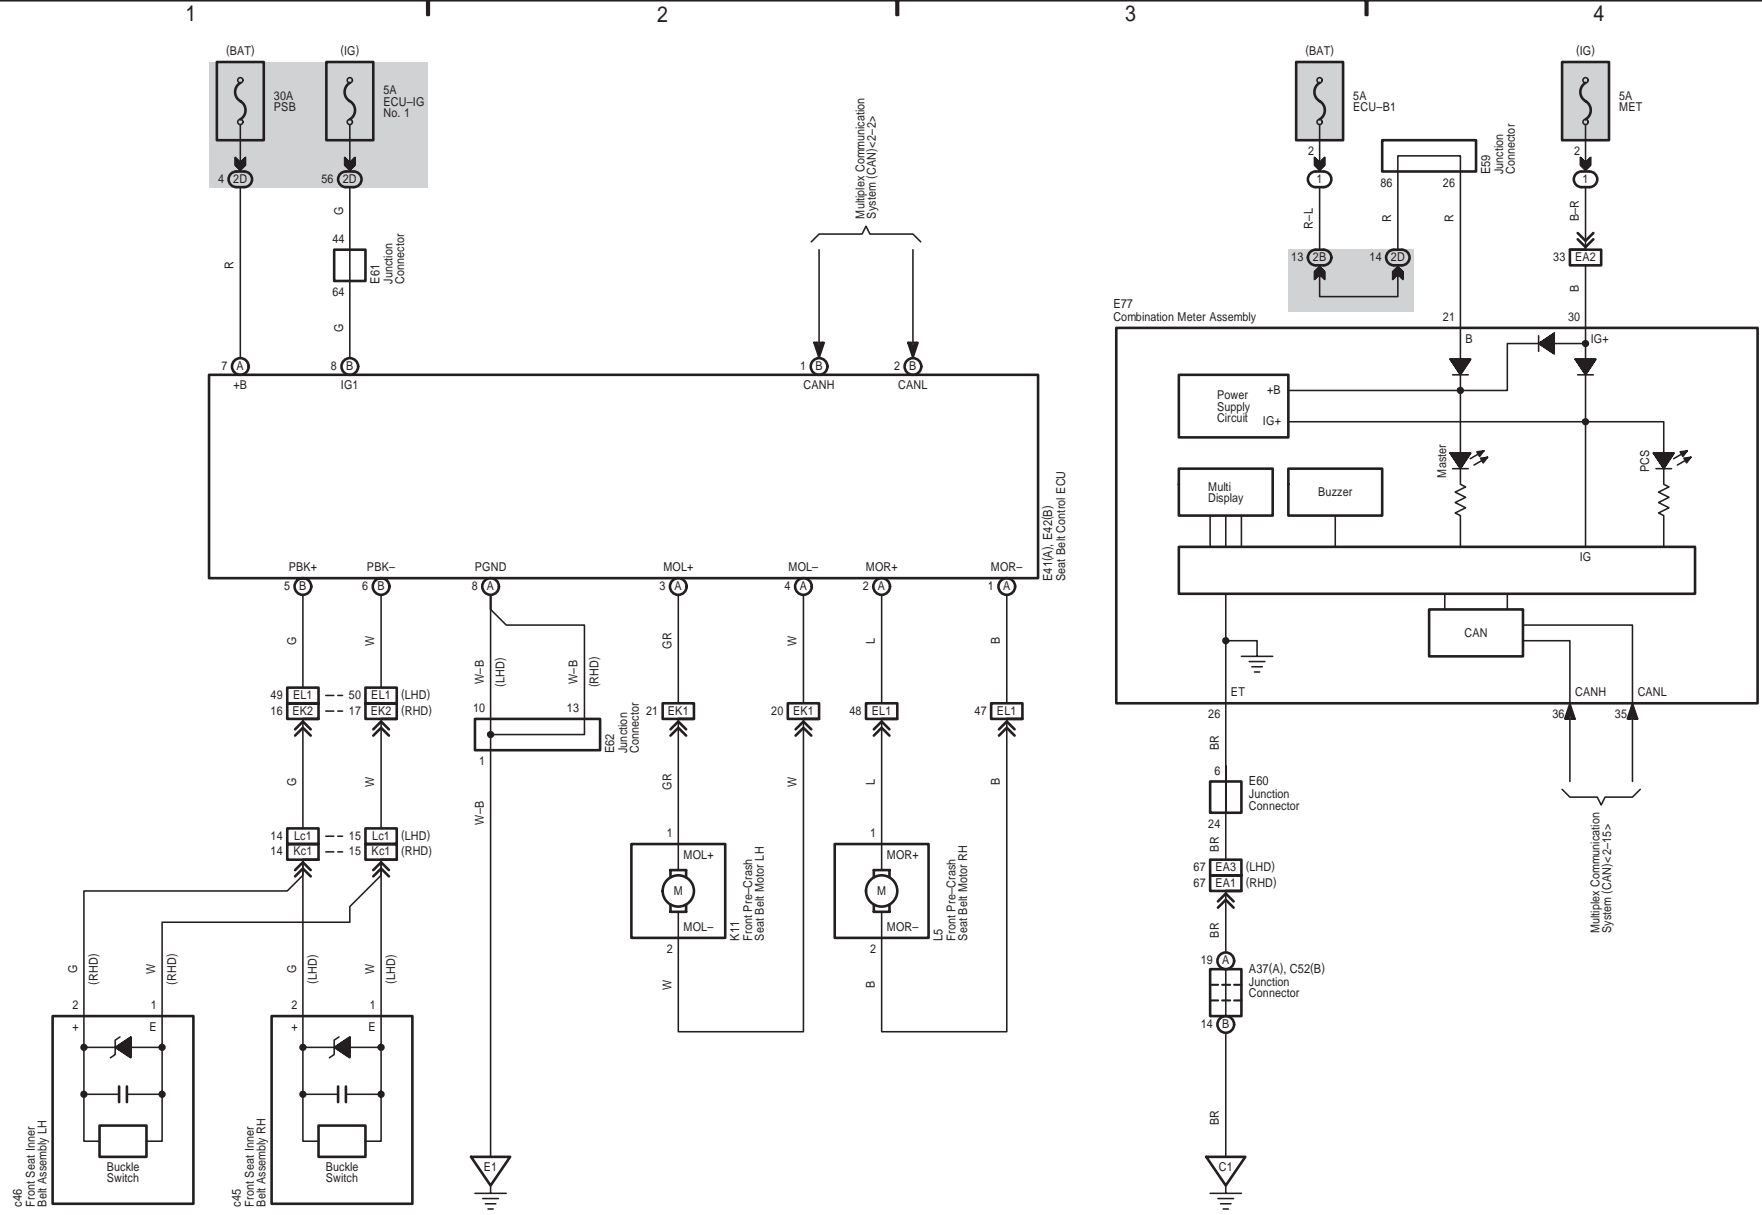 1
2
3
4
(BAT)
(IG)
30A
PSB
5A
ECU–IG
No. 1
4
2D
56
2D
G
44
E61
Junction
Connector
64
R
G
7
A
+B
8
B
IG1
Multiplex Communication
System (CAN)<2–2>
1
B
CANH
2
B
CANL
E41(A), E42(B)
Seat Belt Control ECU
PBK+
PBK–
PGND
MOL+
MOL–
MOR+
MOR–
5
B
6
B
8
A
3
A
4
A
2
A
1
A
G
W
W–B
(LHD)
W–B
(RHD)
GR
W
L
B
49
EL1
50
EL1
(LHD)
16
EK2
17
EK2
(RHD)
10
13
E62
Junction
Connector
1
21
EK1
20
EK1
48
EL1
47
EL1
G
W
W–B
GR
W
L
B
14
Lc1
15
Lc1
(LHD)
14
Kc1
15
Kc1
(RHD)
1
MOL+
M
MOL–
2
K11
Front Pre–Crash
Seat Belt Motor LH
1
MOR+
M
MOR–
2
L5
Front Pre–Crash
Seat Belt Motor RH
W
B
G
(RHD)
W
(RHD)
G
(LHD)
W
(LHD)
2
1
+
E
Buckle
Switch
c46
Front Seat Inner
Belt Assembly LH
2
1
+
E
Buckle
Switch
c45
Front Seat Inner
Belt Assembly RH
E1
(BAT)
(IG)
5A
ECU–B1
5A
MET
2
1
2
1
E59
Junction
Connector
86
26
R–L
R
R
B–R
13
2B
14
2D
33
EA2
B
E77
Combination Meter Assembly
21
30
B
IG+
Power
Supply
Circuit
+B
IG+
Master
PCS
Multi
Display
Buzzer
IG
CAN
ET
CANH
CANL
26
36
35
BR
6
E60
Junction
Connector
24
BR
67
EA3
(LHD)
67
EA1
(RHD)
BR
19
A
A37(A), C52(B)
Junction
Connector
14
B
BR
C1
Multiplex Communication
System (CAN)<2–15>